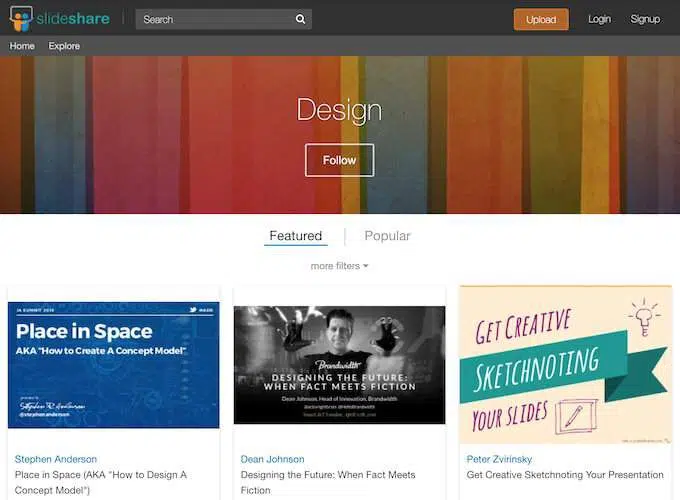 slideshare
Search
Upload
Login
Signup
Home
Explore
Design
Follow
Featured
Popular
more filters
IA SUMMIT 2016
Place in Space
AKA "How to Create A Concept Model"
Stephen P. Anderson
@stephenanderson
Brandwidth
DESIGNING THE FUTURE:
WHEN FACT MEETS FICTION
Dean Johnson, Head of Innovation, Brandwidth
GET CREATIVE
SKETCHNOTING
YOUR SLIDES
Stephen Anderson
Place in Space (AKA "How to Design A
Concept Model")
Dean Johnson
Designing the Future: When Fact Meets
Fiction
Peter Zvirinsky
Get Creative Sketchnoting Your Presentation